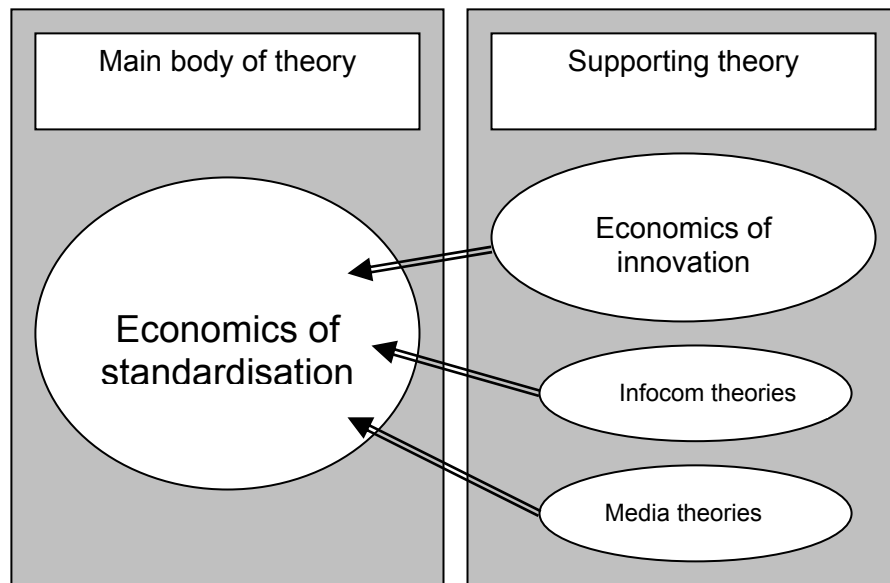 Main body of theory
Supporting theory
Economics of
standardisation
Economics of
innovation
Infocom theories
Media theories